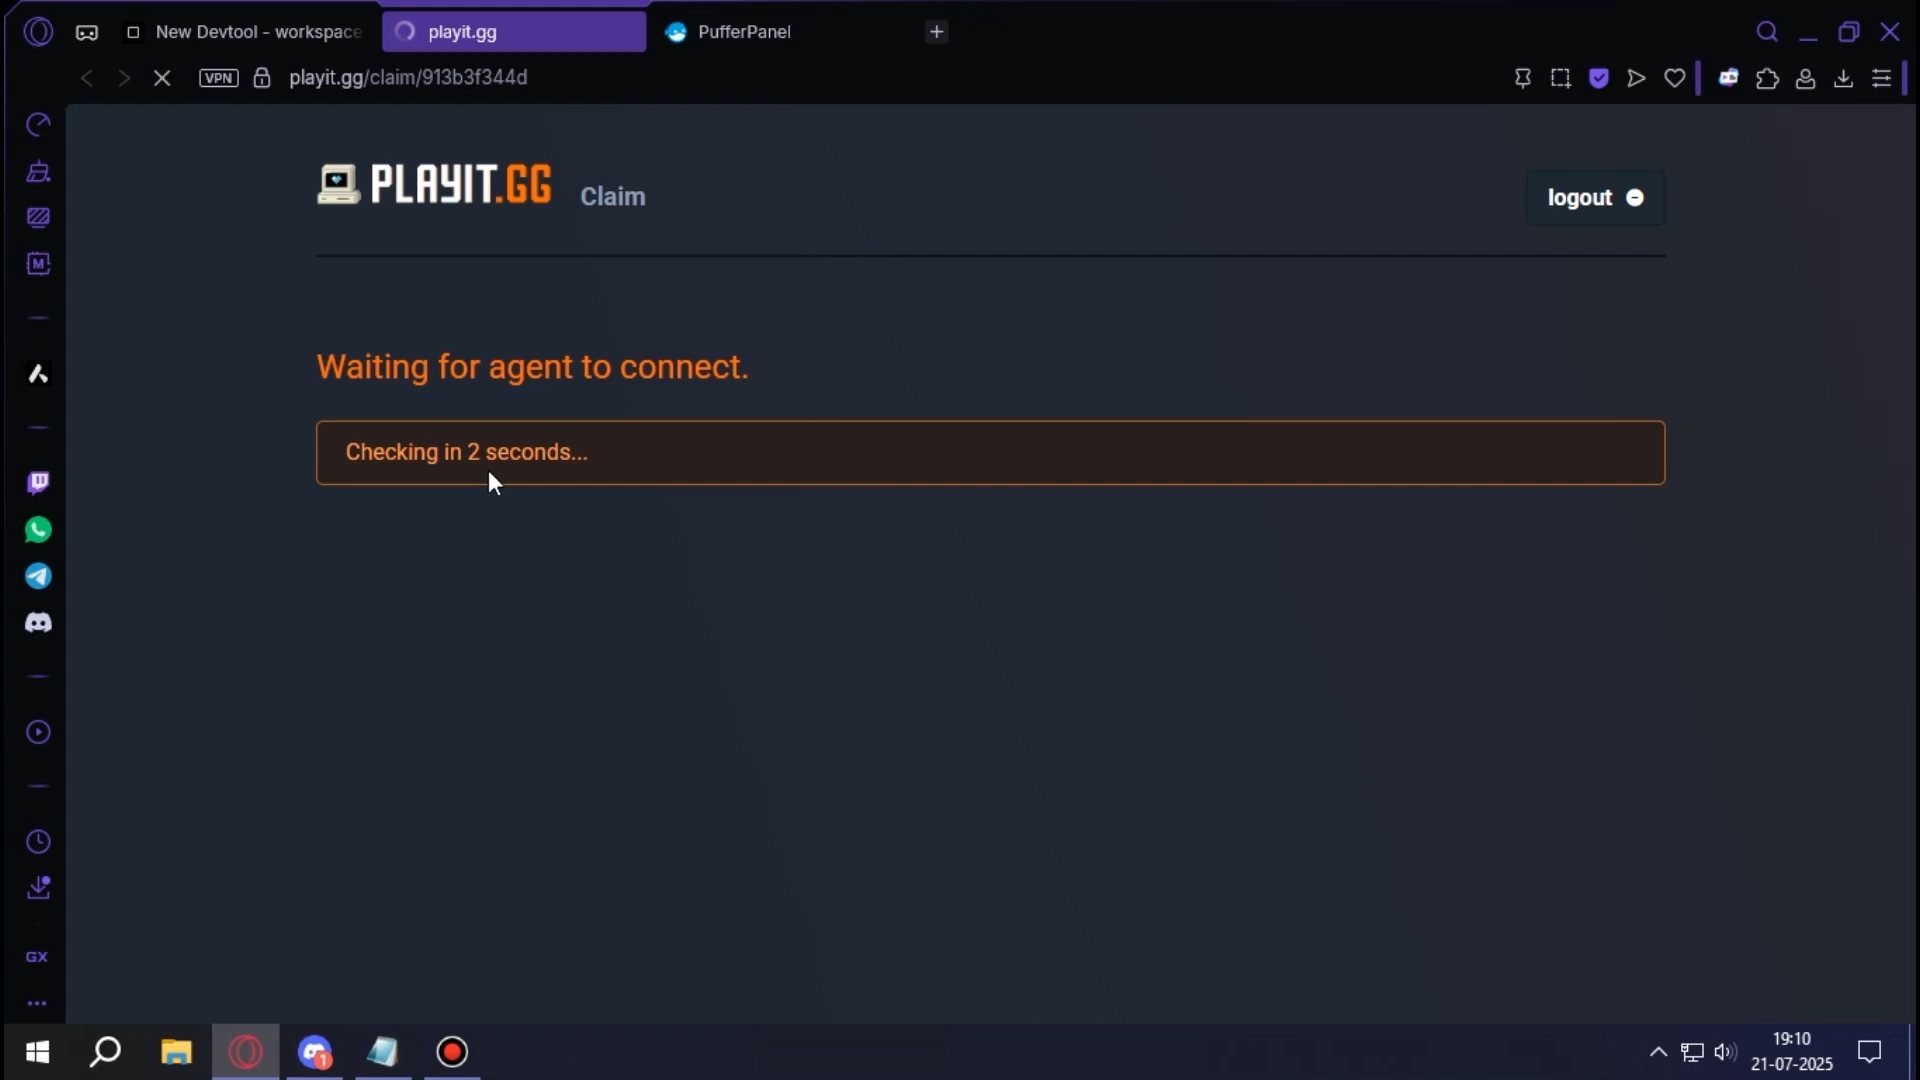 New Devtool - workspace
playit.gg
PufferPanel
VPN
playit.gg/claim/913b3f344d
M
PLAYIT.GG
Claim
logout
Waiting for agent to connect.
Checking in 2 seconds...
GX
1
19:10
21-07-2025